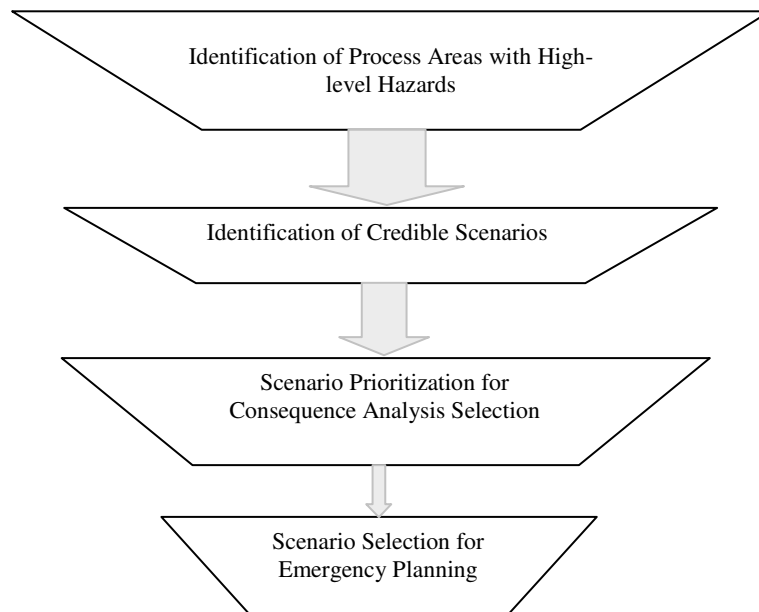 Identification of Process Areas with High-
level Hazards
Identification of Credible Scenarios
Scenario Prioritization for
Consequence Analysis Selection
Scenario Selection for
Emergency Planning